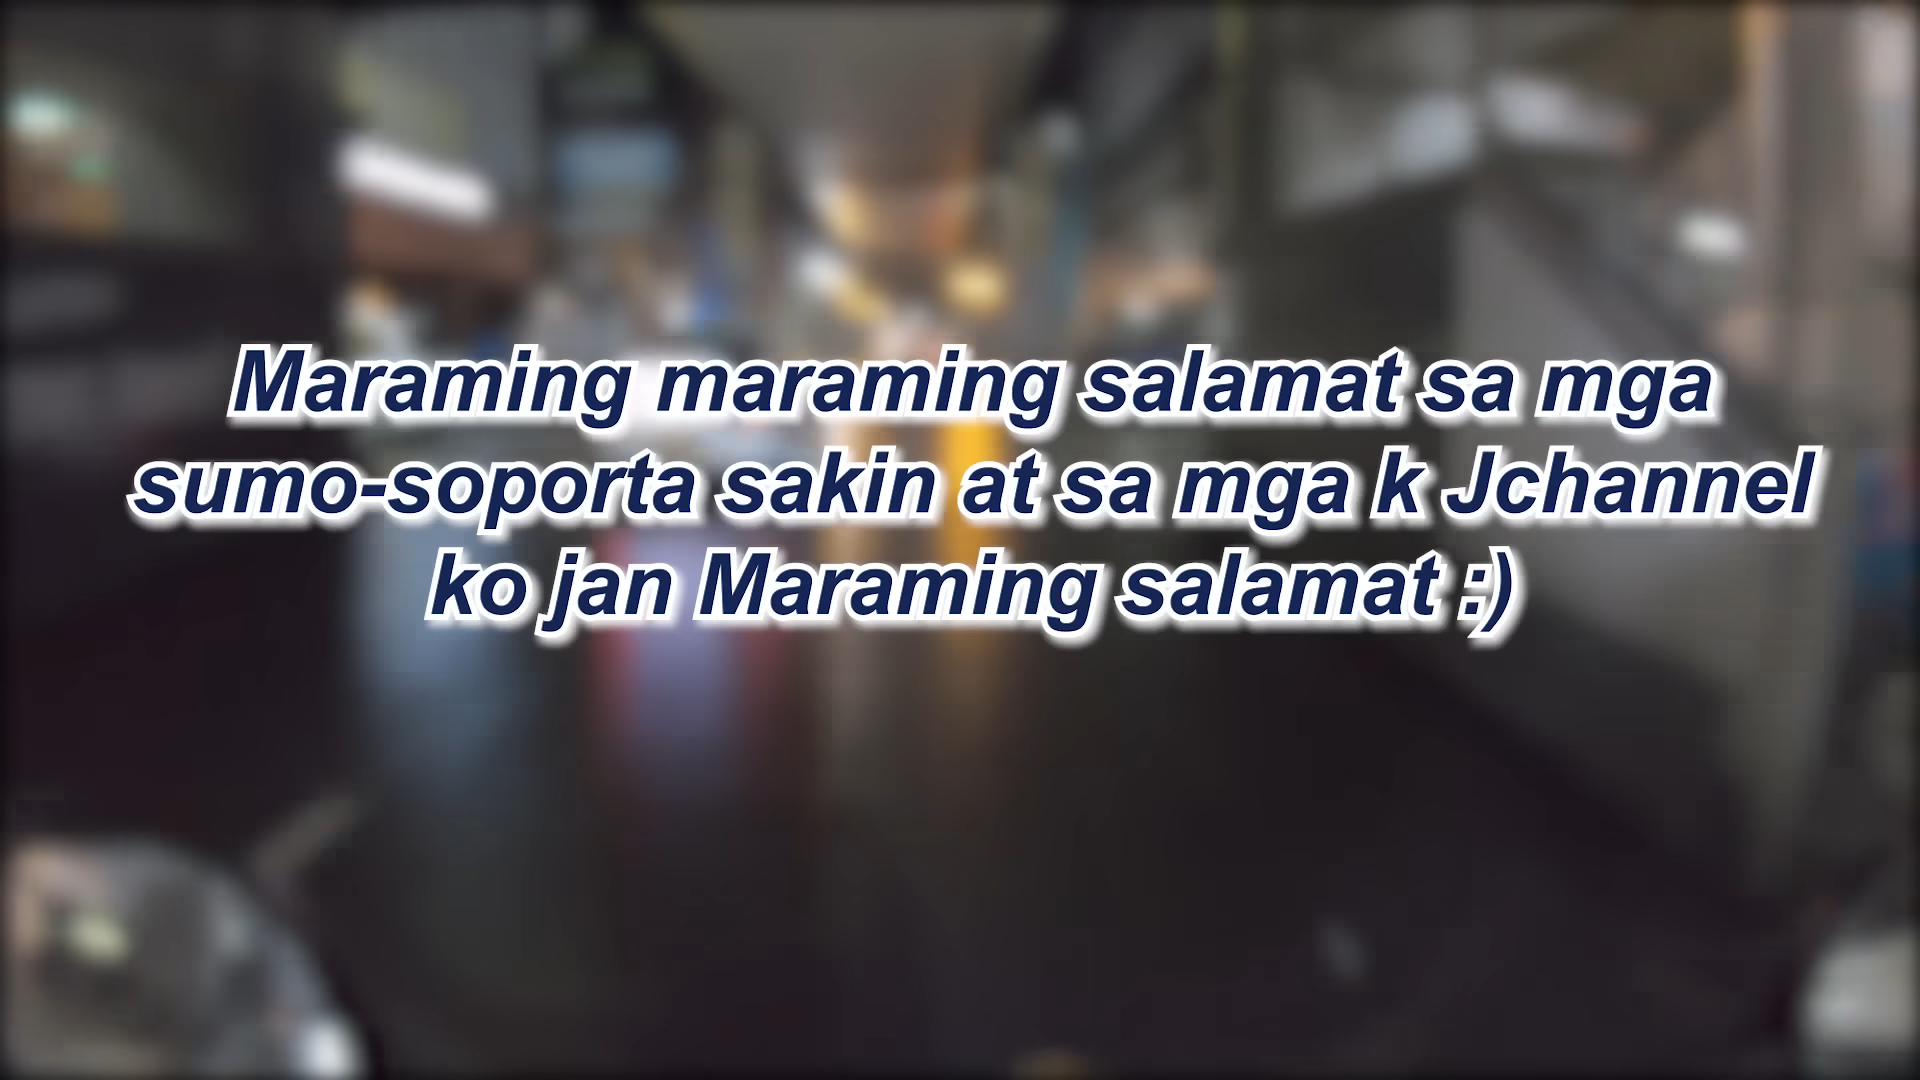 Maraming maraming salamat sa mga
sumo-soporta sakin at sa mga k Jchannel
ko jan Maraming salamat :)